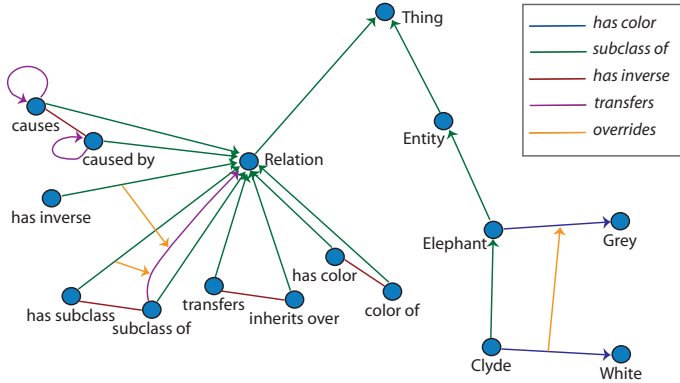 Thing
has color
subclass of
has inverse
transfers
overrides
causes
caused by
Entity
Relation
has inverse
Elephant
Grey
has color
transfers
color of
has subclass
subclass of
inherits over
Clyde
White